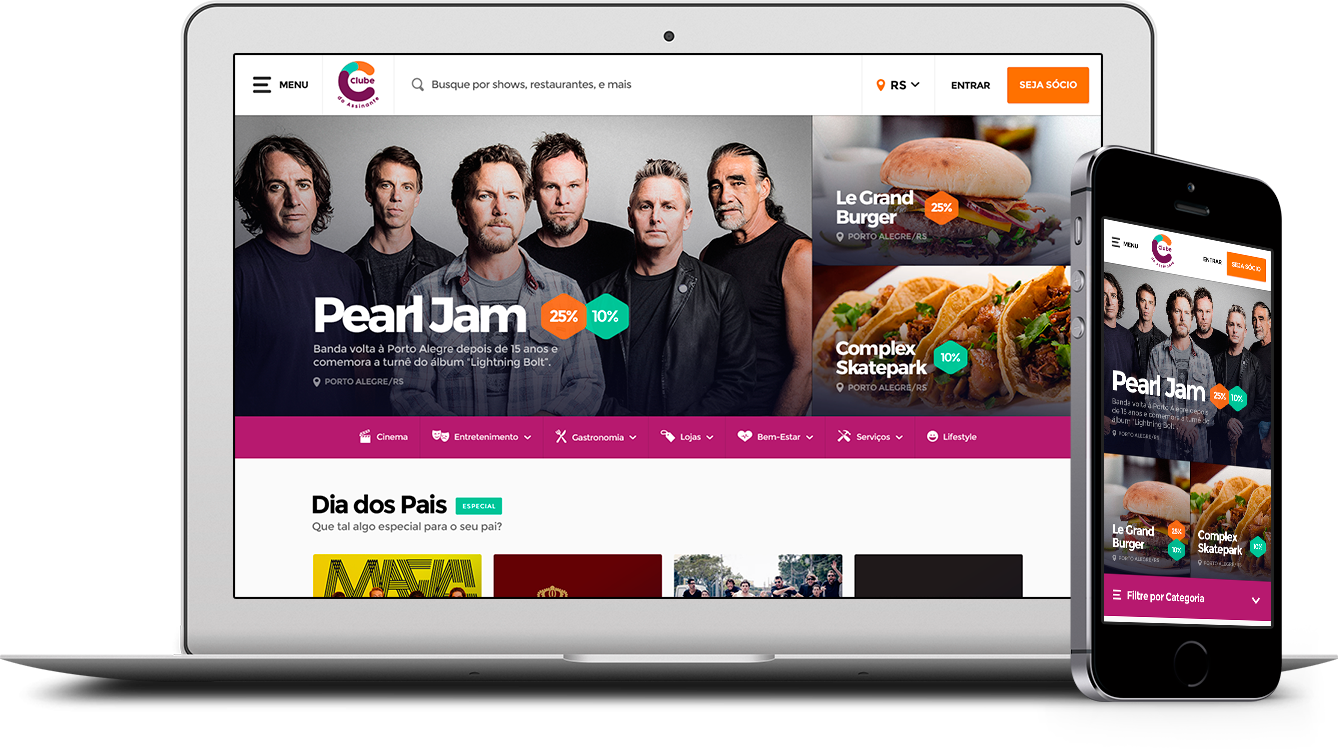 MENU
Clube
do Assinante
Busque por shows, restaurantes, e mais
RS
ENTRAR
SEJA SÓCIO
Pearl Jam
25%
10%
Banda volta à Porto Alegre depois de 15 anos e
comemora a turnê do álbum "Lightning Bolt".
PORTO ALEGRE/RS
Le Grand
Burger
25%
PORTO ALEGRE/RS
Complex
Skatepark
10%
PORTO ALEGRE/RS
Cinema
Entretenimento
Gastronomia
Lojas
Bem-Estar
Serviços
Lifestyle
Dia dos Pais
ESPECIAL
Que tal algo especial para o seu pai?
MENU
Clube
do Assinante
ENTRAR
SEJA SÓCIO
Pearl Jam
25%
10%
Banda volta à Porto Alegre depois
de 15 anos e comemora a turnê do
álbum "Lightning Bolt".
PORTO ALEGRE/RS
Le Grand
Burger
25%
10%
PORTO ALEGRE/RS
Complex
Skatepark
10%
PORTO ALEGRE/RS
Filtre por Categoria